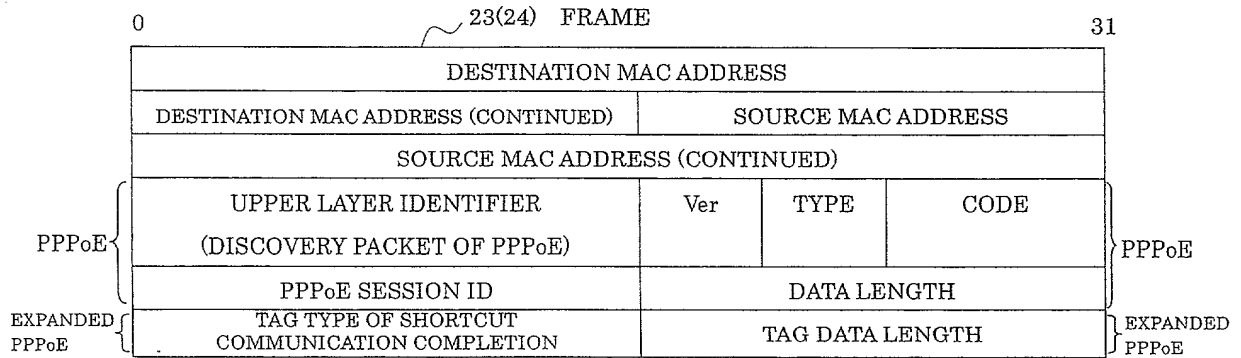 0 23(24) FRAME 31
DESTINATION MAC ADDRESS
DESTINATION MAC ADDRESS (CONTINUED) SOURCE MAC ADDRESS
SOURCE MAC ADDRESS (CONTINUED)
UPPER LAYER IDENTIFIER Ver TYPE CODE
PPPoE (DISCOVERY PACKET OF PPPoE) PPPoE
PPPoE SESSION ID DATA LENGTH
EXPANDED TAG TYPE OF SHORTCUT TAG DATA LENGTH EXPANDED
PPPoE COMMUNICATION COMPLETION PPPoE